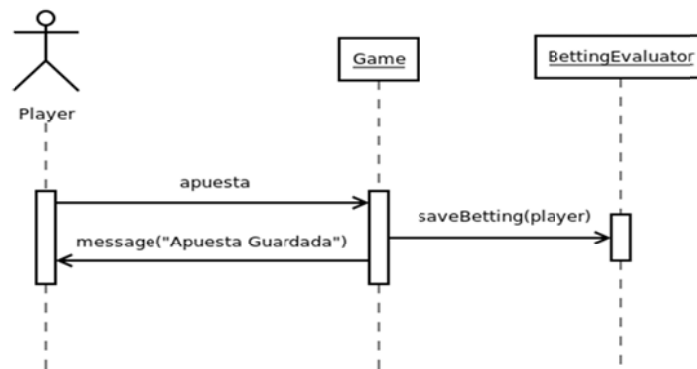 Player
Game
BettingEvaluator
apuesta
saveBetting(player)
message("Apuesta Guardada")